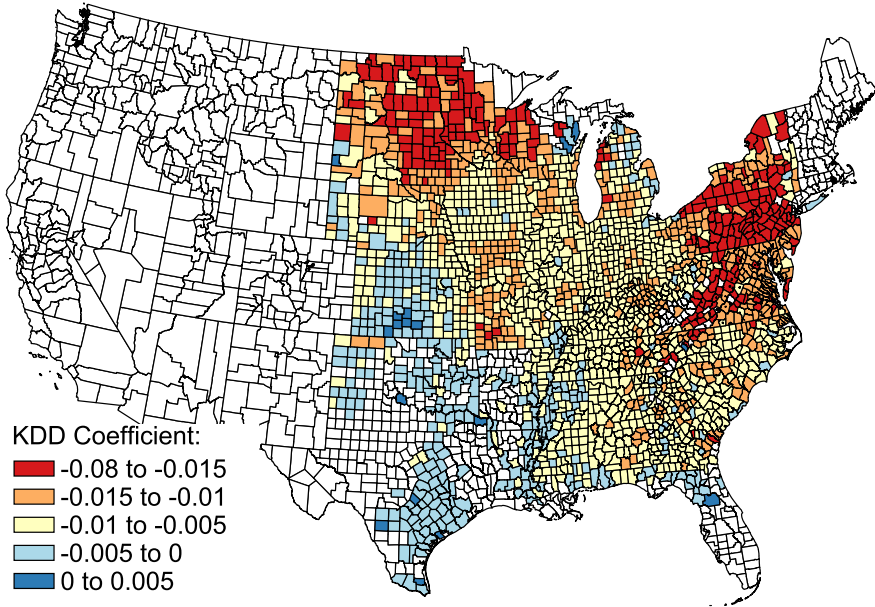 KDD Coefficient:
-0.08 to -0.015
-0.015 to -0.01
-0.01 to -0.005
-0.005 to 0
0 to 0.005